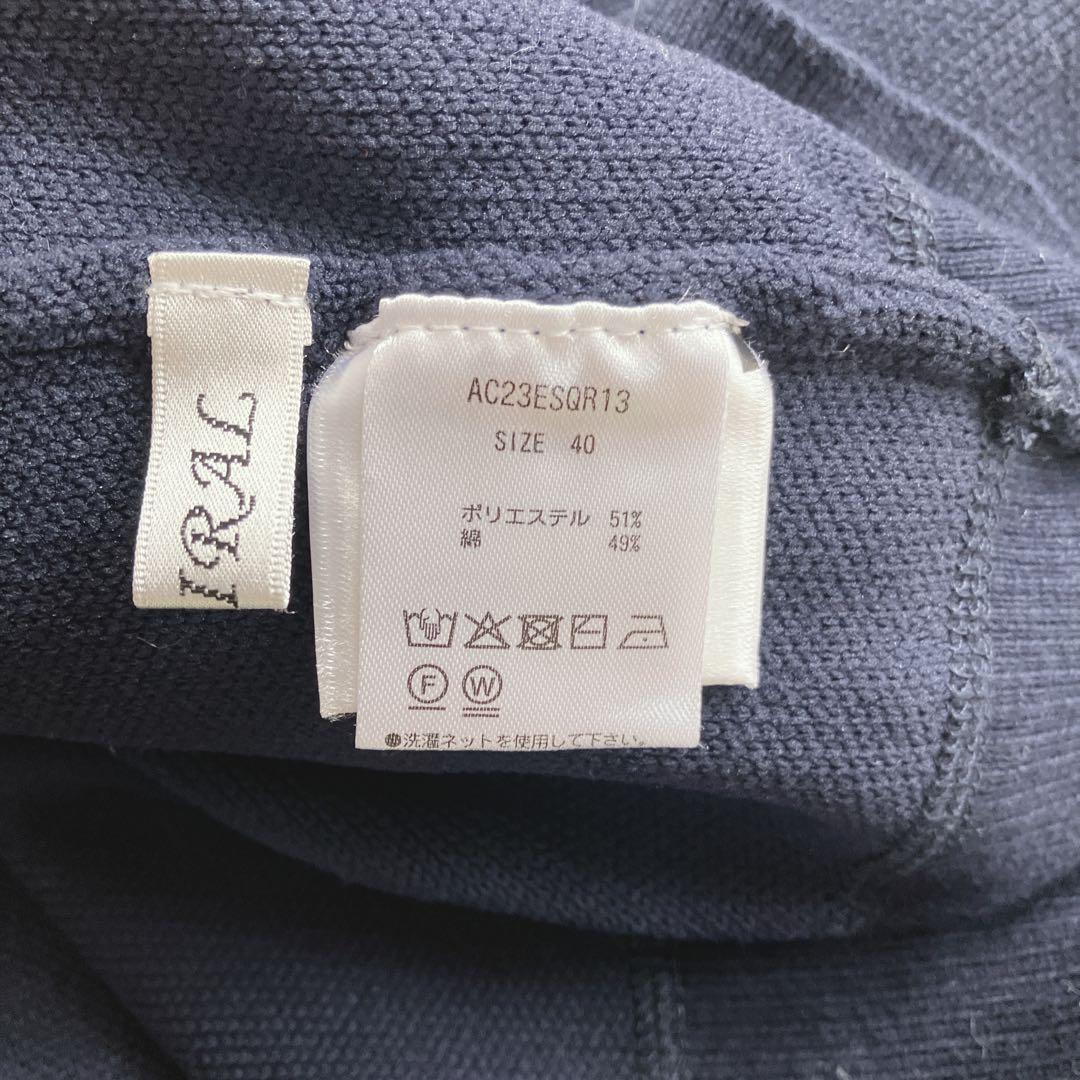 IRAL
AC23ESQR13
SIZE 40
ポリエステル 51%
綿 49%
F W
●洗濯ネットを使用して下さい。